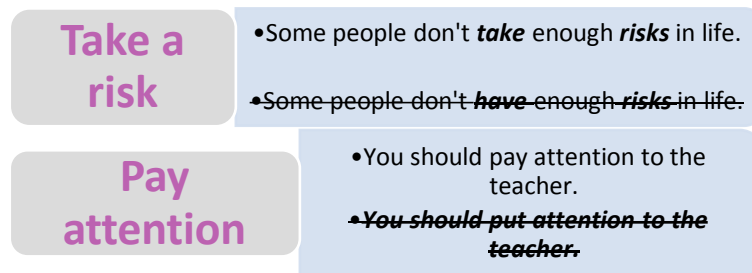 Take a
risk
•Some people don't take enough risks in life.
•Some people don't have enough risks in life.
Pay
attention
•You should pay attention to the
teacher.
•You should put attention to the
teacher.